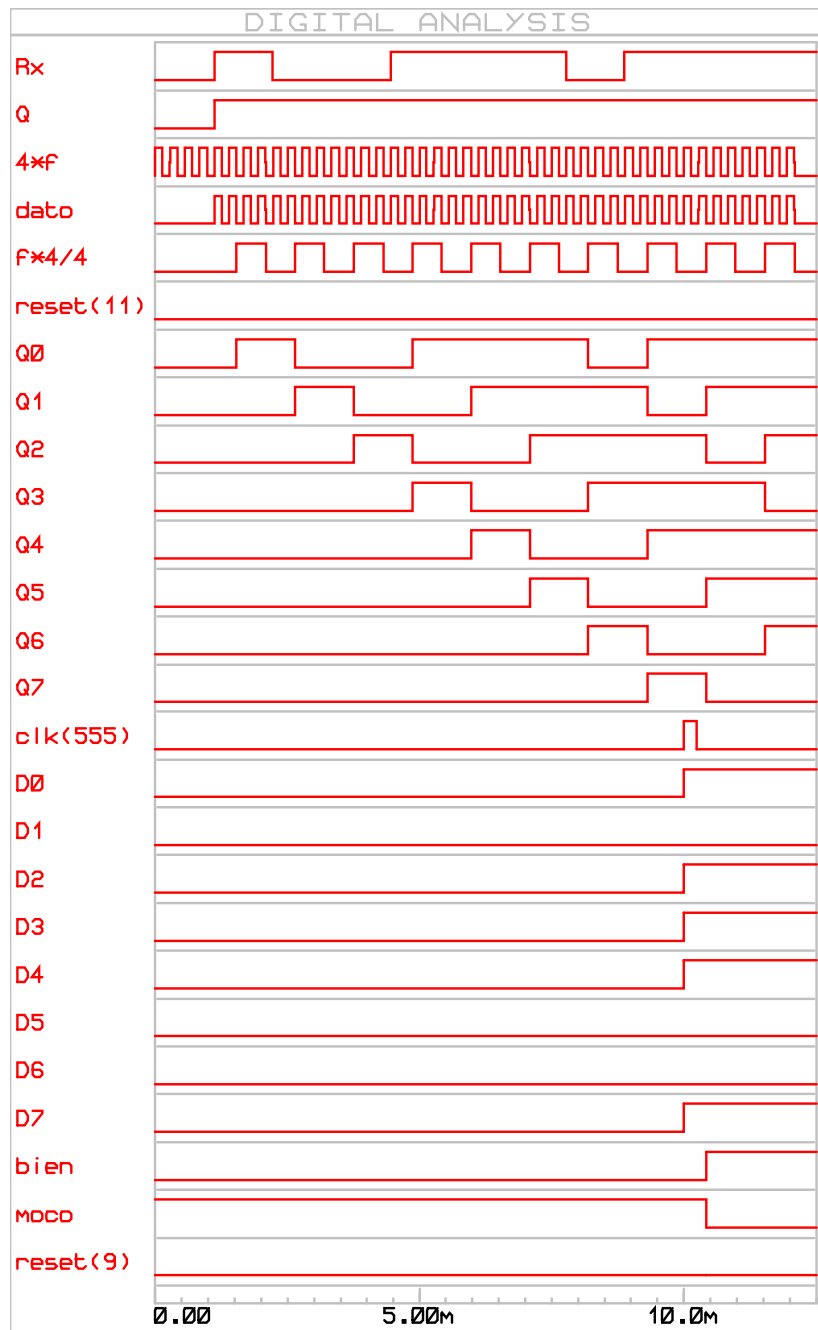 DIGITAL ANALYSIS
Rx
Q
4*f
dato
f*4/4
reset(11)
Q0
Q1
Q2
Q3
Q4
Q5
Q6
Q7
clk(555)
D0
D1
D2
D3
D4
D5
D6
D7
bien
moco
reset(9)
0.00 5.00m 10.0m